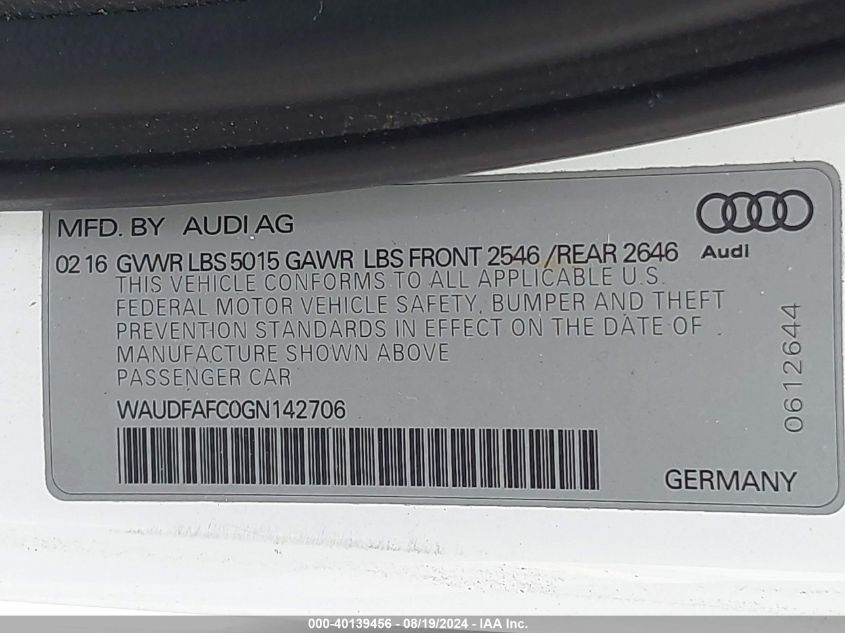 MFD. BY AUDI AG
Audi
02 16 GVWR LBS 5015 GAWR LBS FRONT 2546 /REAR 2646
THIS VEHICLE CONFORMS TO ALL APPLICABLE U.S.
FEDERAL MOTOR VEHICLE SAFETY, BUMPER AND THEFT
PREVENTION STANDARDS IN EFFECT ON THE DATE OF
MANUFACTURE SHOWN ABOVE
PASSENGER CAR
WAUDFAFC0GN142706
0612644
GERMANY
000-40139456 - 08/19/2024 - IAA Inc.